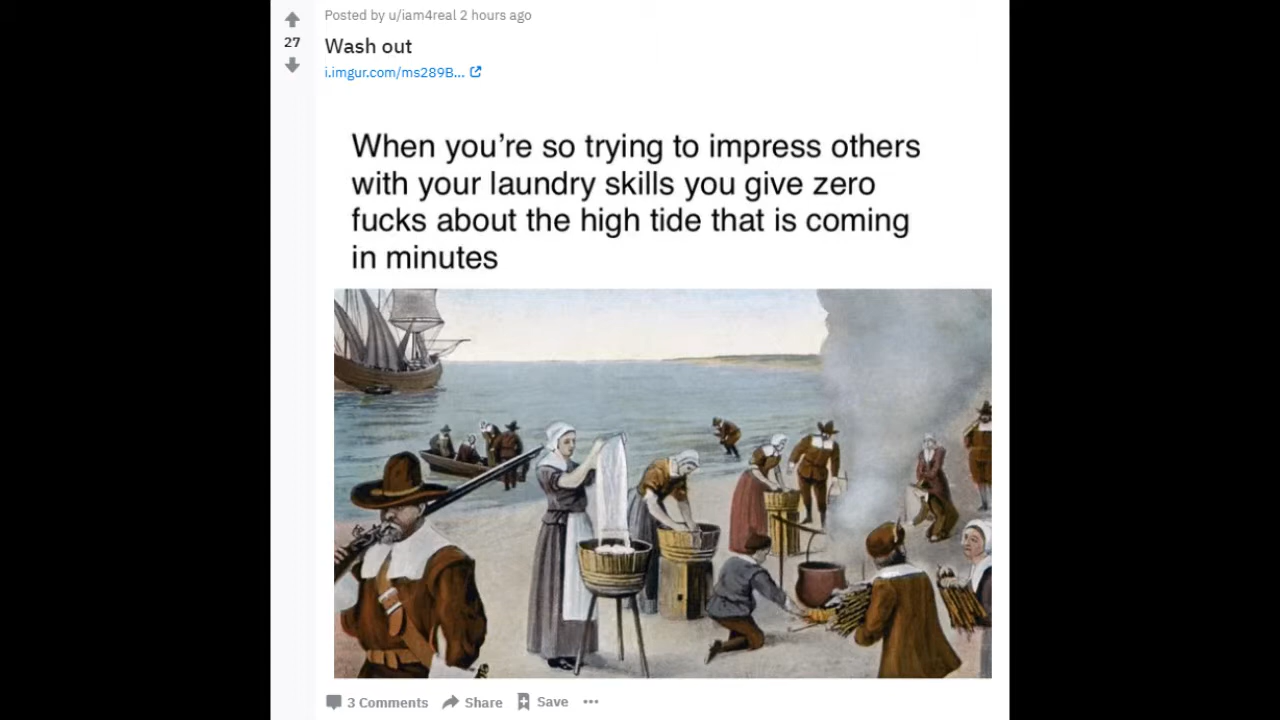 Posted by u/iam4real 2 hours ago
27
Wash out
i.imgur.com/ms289B...
When you're so trying to impress others
with your laundry skills you give zero
fucks about the high tide that is coming
in minutes
3 Comments Share Save